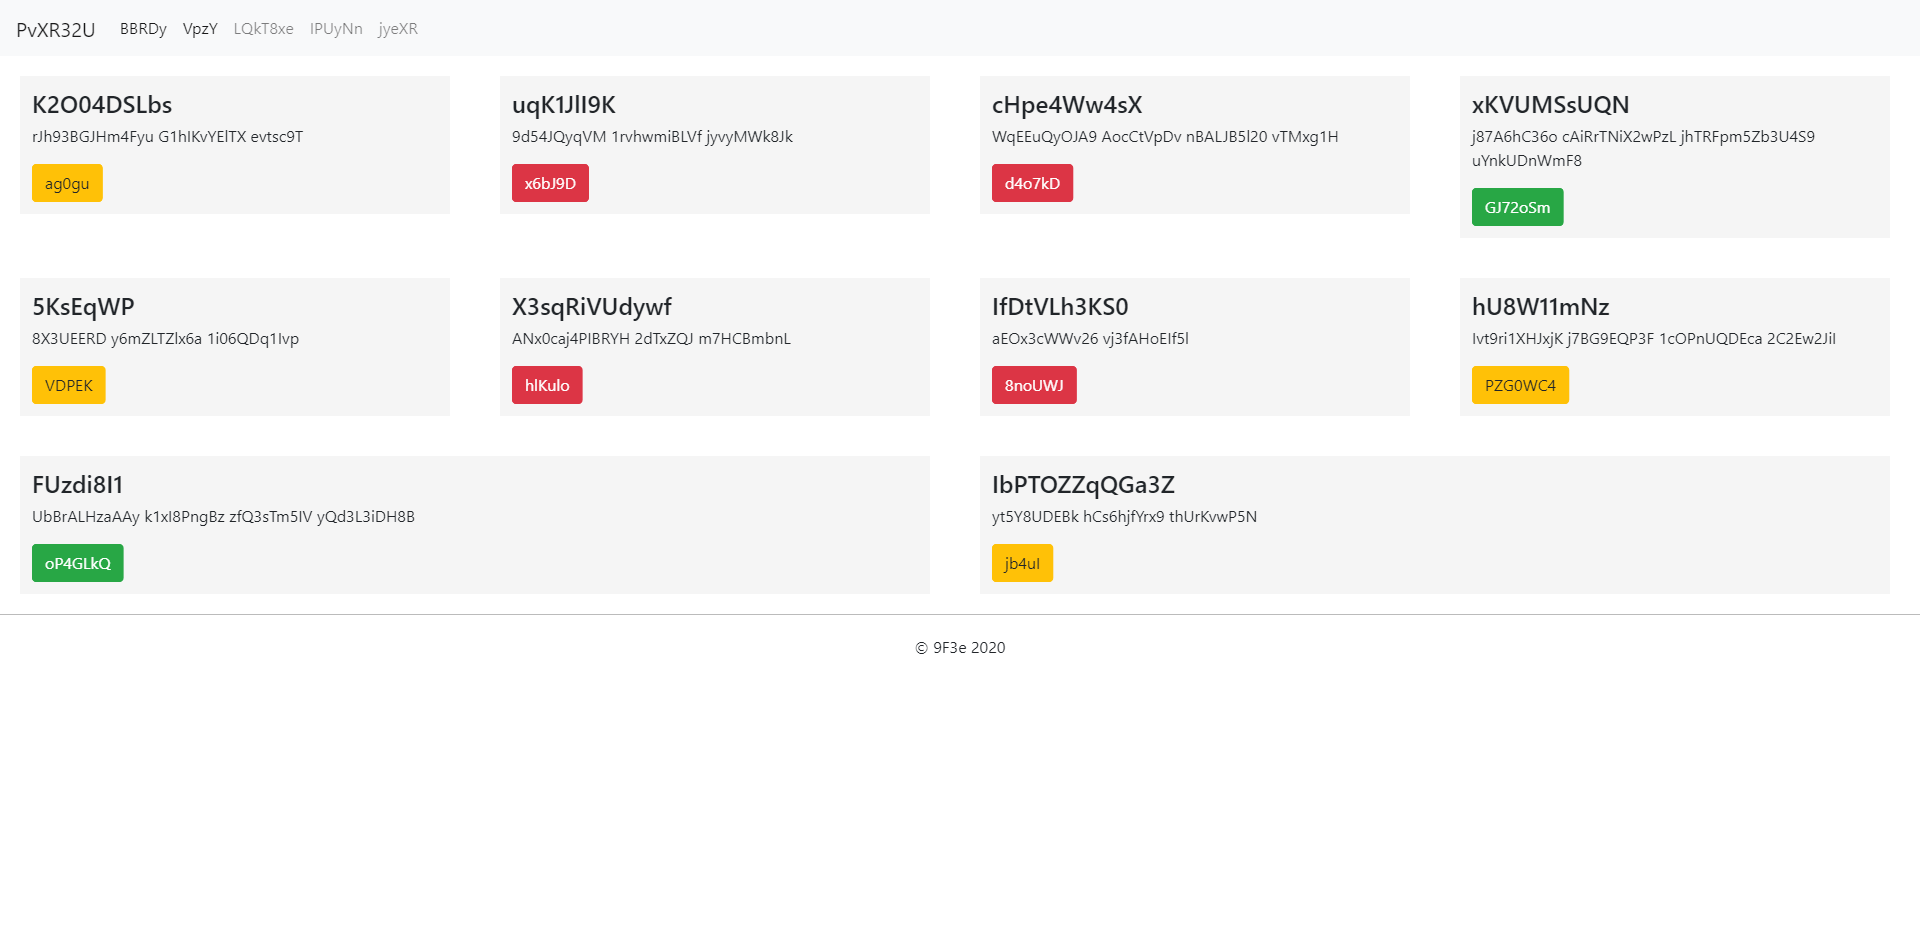 PvXR32U BBRDy VpzY LQkT8xe IPUyNn jyeXR
K2O04DSLbs
rJh93BGJHm4Fyu G1hIKvYElTX evtsc9T
ag0gu
uqK1JlI9K
9d54JQyqVM 1rvhwmiBLVf jyvyMWk8Jk
x6bJ9D
cHpe4Ww4sX
WqEEuQyOJA9 AocCtVpDv nBALJB5l20 vTMxg1H
d4o7kD
xKVUMSsUQN
j87A6hC36o cAiRrTNiX2wPzL jhTRFpm5Zb3U4S9
uYnkUDnWmF8
GJ72oSm
5KsEqWP
8X3UEERD y6mZLTZlx6a 1i06QDq1Ivp
VDPEK
X3sqRiVUdywf
ANx0caj4PIBRYH 2dTxZQJ m7HCBmbnL
hlKulo
IfDtVLh3KS0
aEOx3cWWv26 vj3fAHoEIf5l
8noUWJ
hU8W11mNz
Ivt9ri1XHJxjK j7BG9EQP3F 1cOPnUQDEca 2C2Ew2JiI
PZG0WC4
FUzdi8I1
UbBrALHzaAAy k1xI8PngBz zfQ3sTm5IV yQd3L3iDH8B
oP4GLkQ
IbPTOZZqQGa3Z
yt5Y8UDEBk hCs6hjfYrx9 thUrKvwP5N
jb4uI
© 9F3e 2020